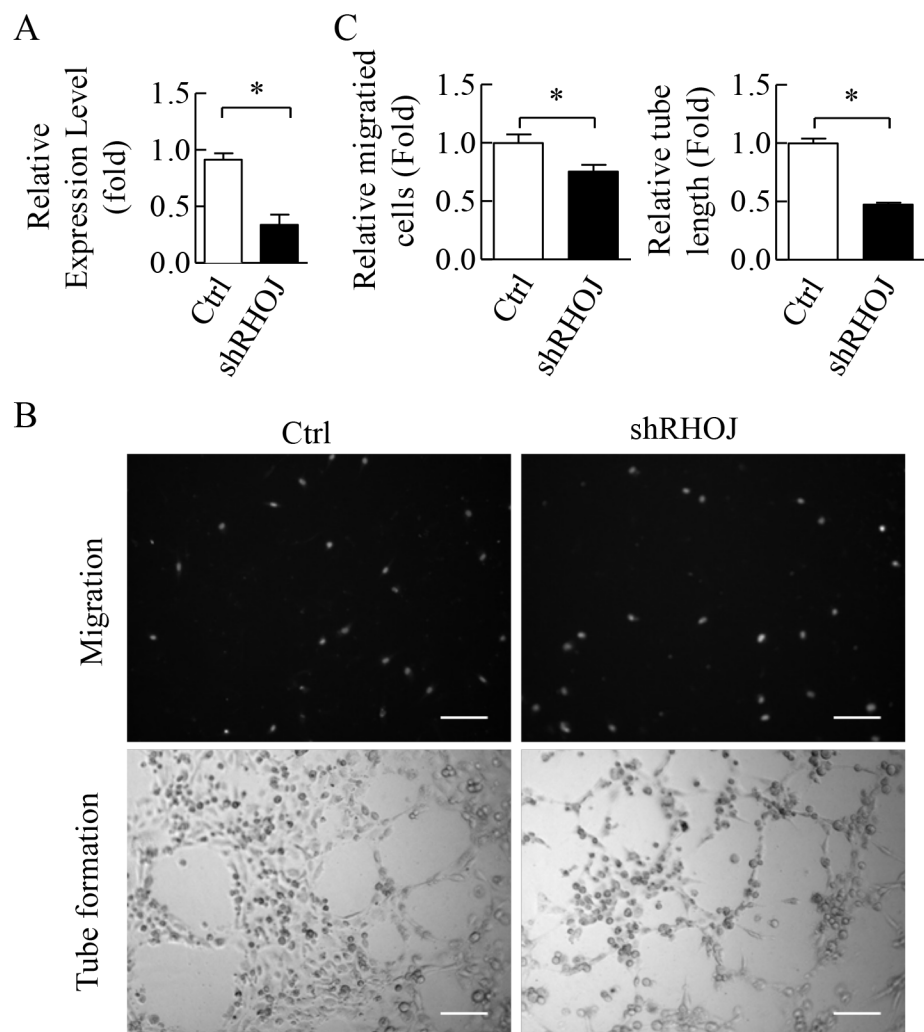 A
Relative
Expression Level
(fold)
1.5
1.0
0.5
0.0
*
Ctrl
shRHOJ
C
Relative migratied
cells (Fold)
1.5
1.0
0.5
0
*
Ctrl
shRHOJ
Relative tube
length (Fold)
1.5
1.0
0.5
0
*
Ctrl
shRHOJ
B
Ctrl
shRHOJ
Migration
Tube formation